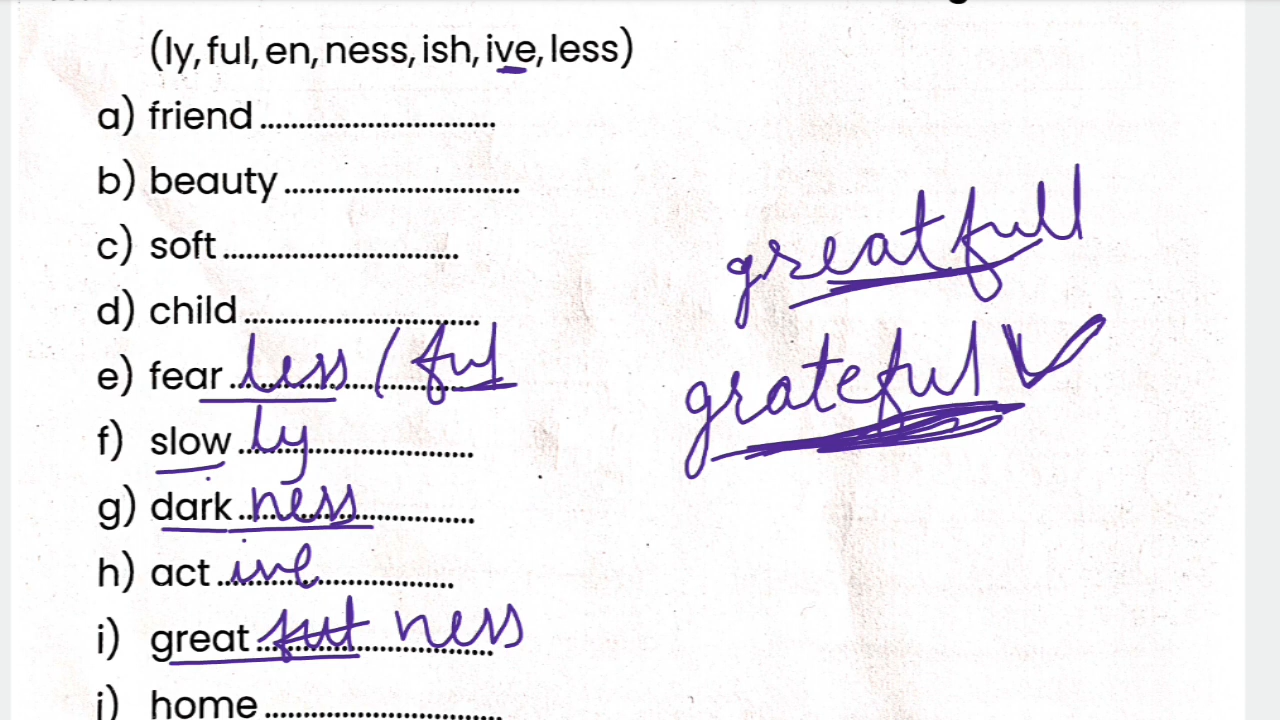 (ly, ful, en, ness, ish, ive, less)
a) friend..............................
b) beauty..............................
c) soft..............................
d) child..............................
e) fear less / ful
f) slow ly
g) dark ness
h) act ive
i) great ful ness
j) home..............................
greatfull
grateful ✓